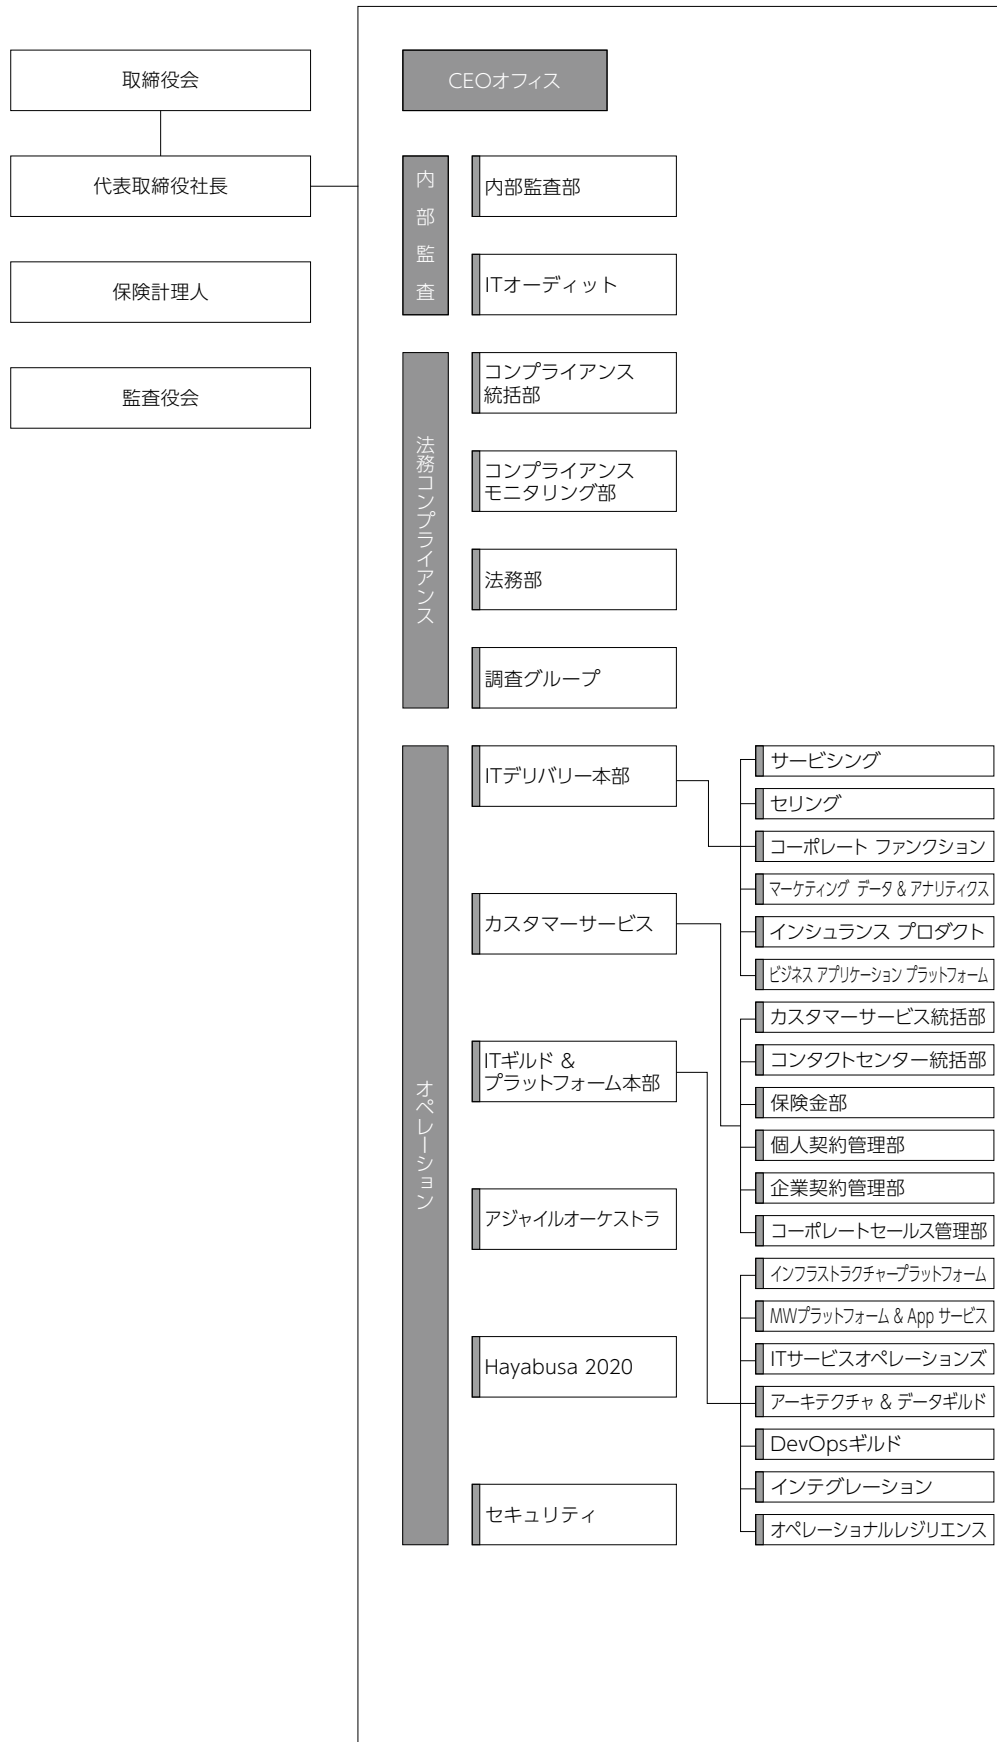 取締役会
代表取締役社長
保険計理人
監査役会
CEOオフィス
内部監査
内部監査部
ITオーディット
法務コンプライアンス
コンプライアンス
統括部
コンプライアンス
モニタリング部
法務部
調査グループ
オペレーション
ITデリバリー本部
サービシング
セリング
コーポレート ファンクション
マーケティング データ & アナリティクス
インシュランス プロダクト
ビジネス アプリケーション プラットフォーム
カスタマーサービス
カスタマーサービス統括部
コンタクトセンター統括部
保険金部
個人契約管理部
企業契約管理部
コーポレートセールス管理部
ITギルド &
プラットフォーム本部
インフラストラクチャープラットフォーム
MWプラットフォーム & App サービス
ITサービスオペレーションズ
アーキテクチャ & データギルド
DevOpsギルド
インテグレーション
オペレーショナルレジリエンス
アジャイルオーケストラ
Hayabusa 2020
セキュリティ